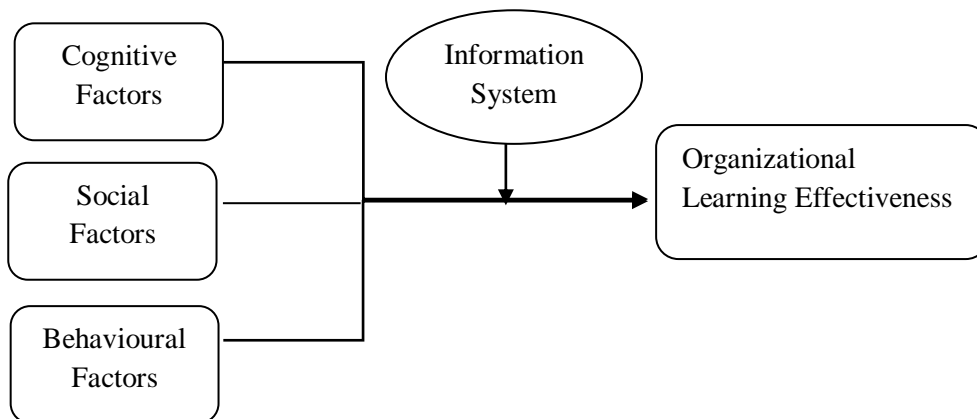 Cognitive
Factors
Information
System
Organizational
Learning Effectiveness
Social
Factors
Behavioural
Factors